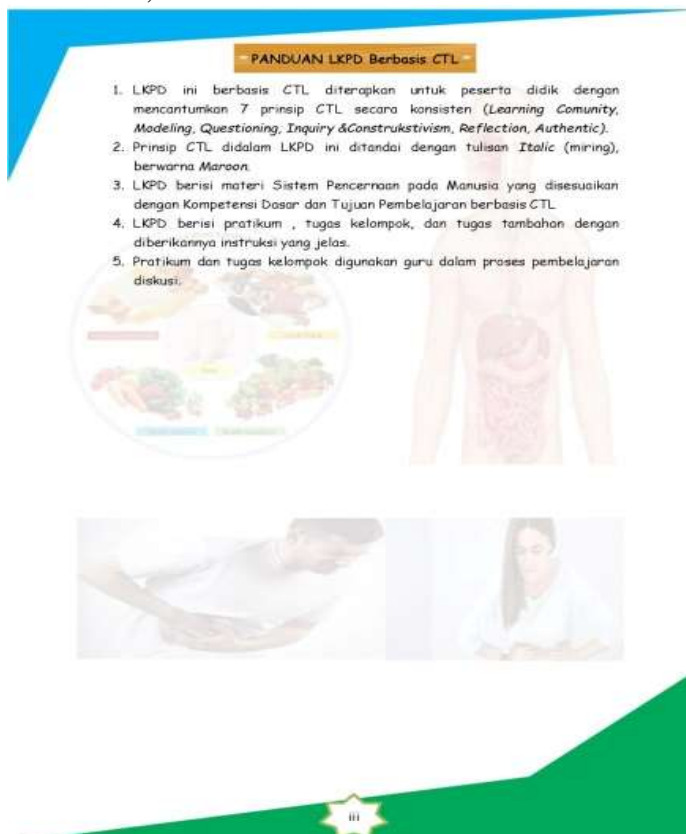 PANDUAN LKPD Berbasis CTL
1. LKPD ini berbasis CTL diterapkan untuk peserta didik dengan
mencantumkan 7 prinsip CTL secara konsisten (Learning Comunity,
Modeling, Questioning, Inquiry &Construkstivism, Reflection, Authentic).
2. Prinsip CTL didalam LKPD ini ditandai dengan tulisan Italic (miring),
berwarna Maroon.
3. LKPD berisi materi Sistem Pencernaan pada Manusia yang disesuaikan
dengan Kompetensi Dasar dan Tujuan Pembelajaran berbasis CTL
4. LKPD berisi pratikum , tugas kelompok, dan tugas tambahan dengan
diberikannya instruksi yang jelas.
5. Pratikum dan tugas kelompok digunakan guru dalam proses pembelajaran
diskusi.
iii